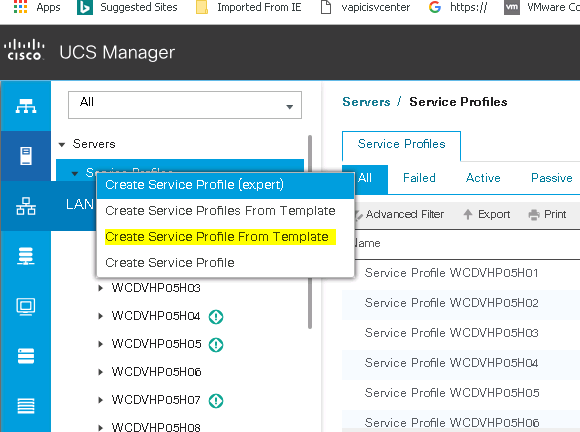 Apps Suggested Sites Imported From IE vapicisvcenter https:// VMware Co
cisco UCS Manager
All
Servers / Service Profiles
Servers
Service Profiles
Service Profiles
Create Service Profile (expert)
All Failed Active Passive
LAN
Create Service Profiles From Template
Advanced Filter Export Print
Create Service Profile From Template
Name
Create Service Profile
Service Profile WCDVHP05H01
WCDVHP05H03
Service Profile WCDVHP05H02
WCDVHP05H04
Service Profile WCDVHP05H03
WCDVHP05H05
Service Profile WCDVHP05H04
WCDVHP05H06
Service Profile WCDVHP05H05
WCDVHP05H07
Service Profile WCDVHP05H06
WCDVHP05H08